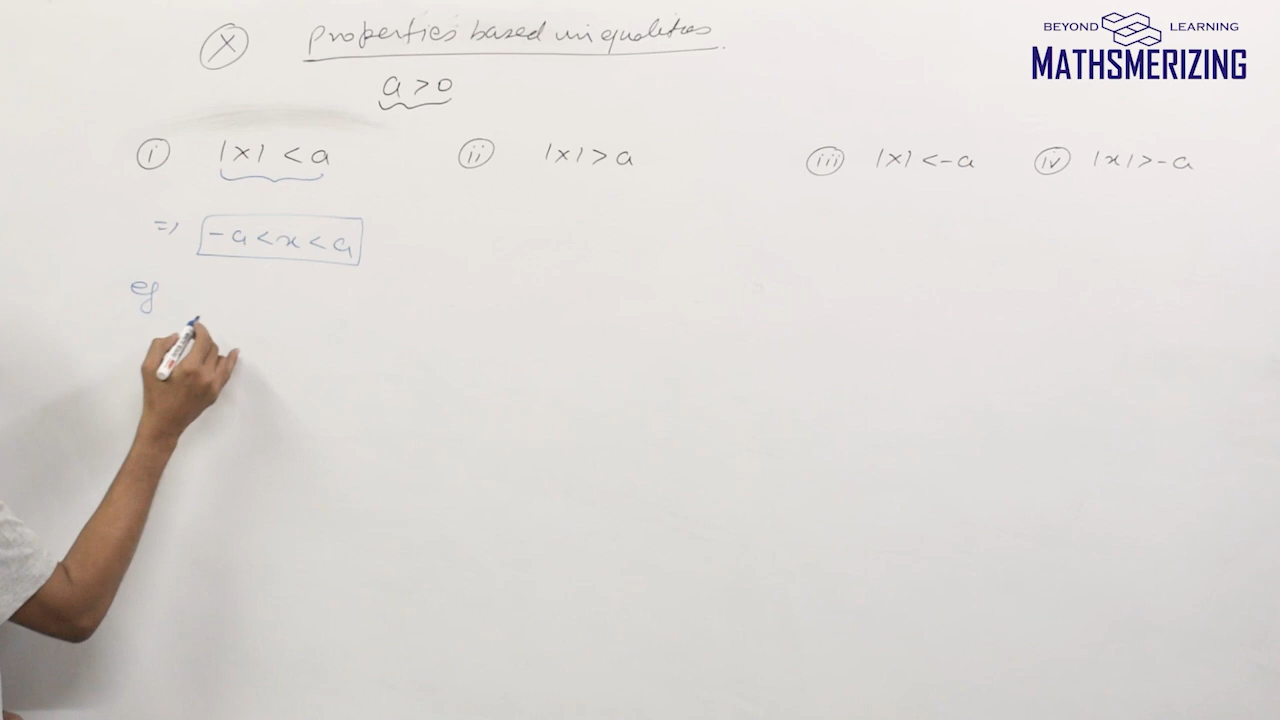 BEYOND LEARNING
MATHSMERIZING
Ⓧ properties based inequalities.
a > 0
(i) |x| < a (ii) |x| > a (iii) |x| < -a (iv) |x| > -a
⇒ -a < x < a
eg